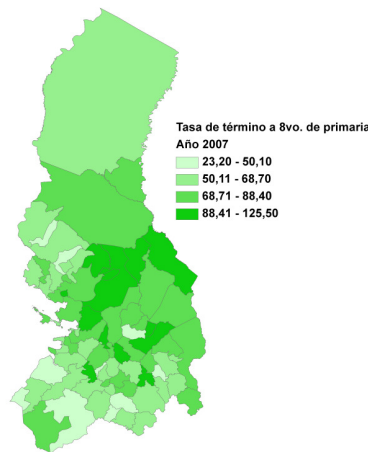 Tasa de término a 8vo. de primaria
Año 2007
23,20 - 50,10
50,11 - 68,70
68,71 - 88,40
88,41 - 125,50